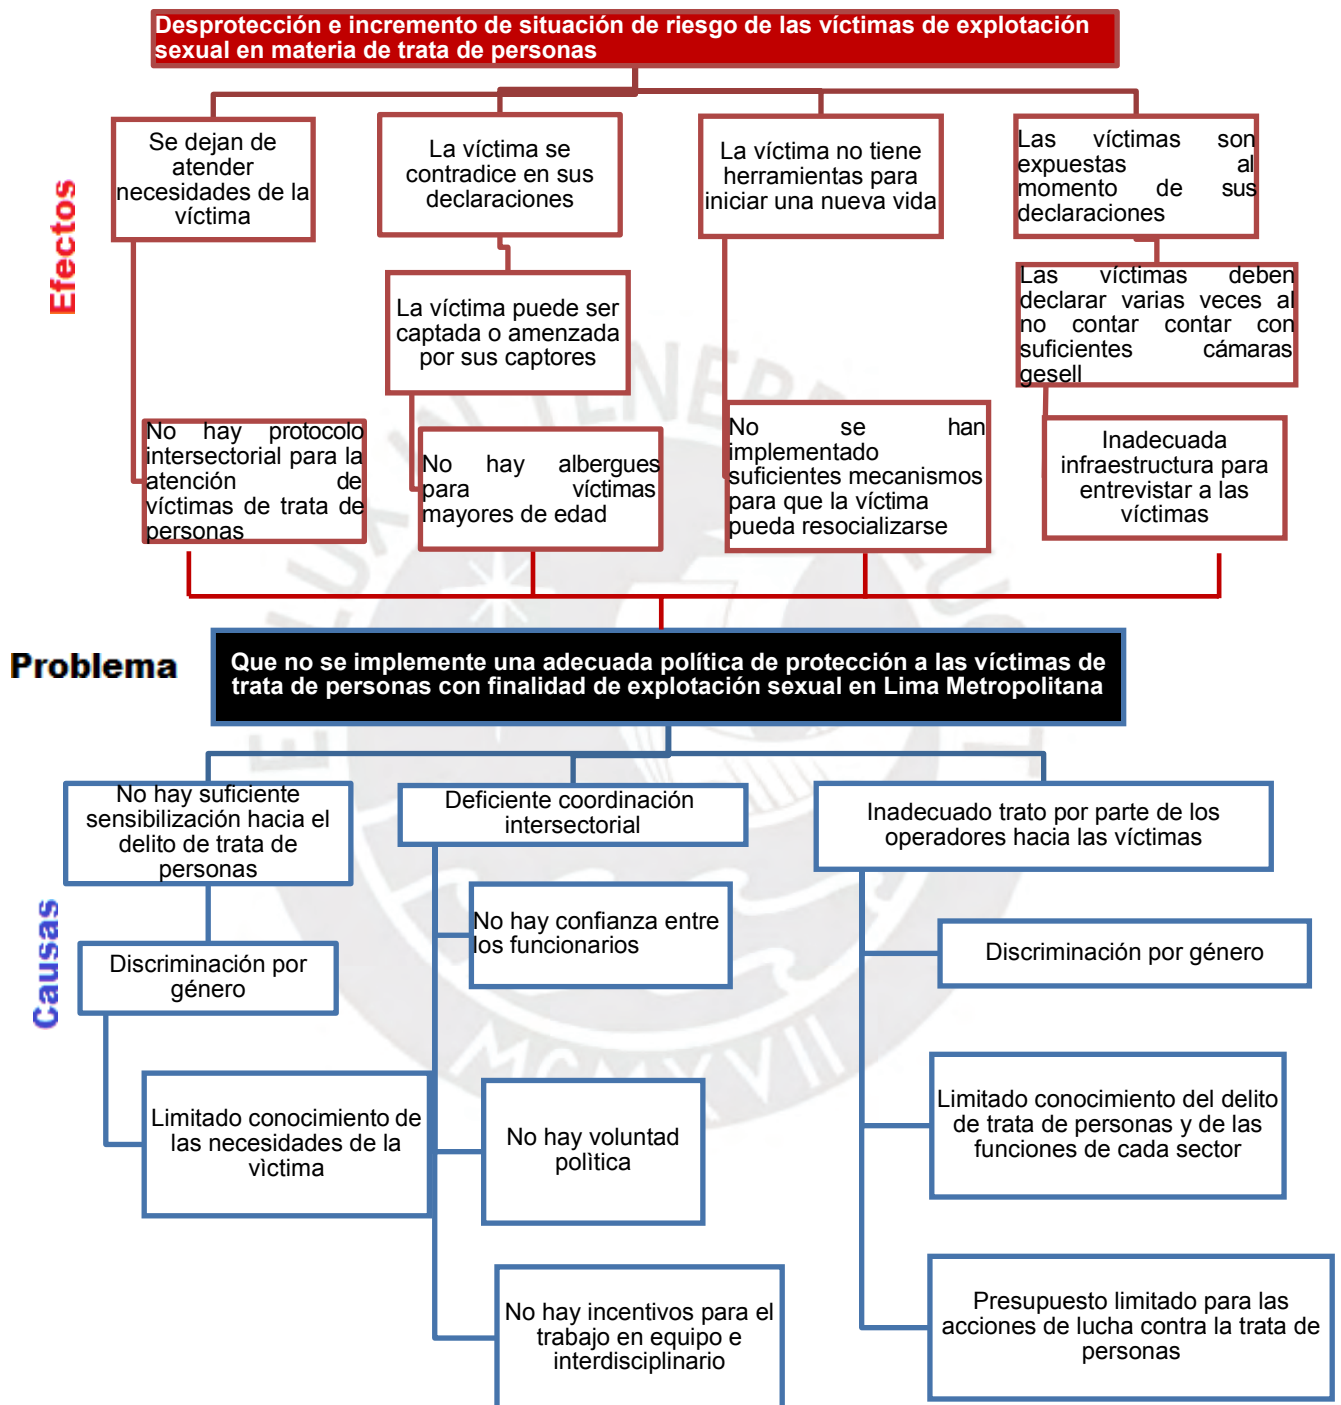 Desprotección e incremento de situación de riesgo de las víctimas de explotación
sexual en materia de trata de personas
Efectos
Se dejan de
atender
necesidades de la
víctima
La víctima se
contradice en sus
declaraciones
La víctima no tiene
herramientas para
iniciar una nueva vida
Las víctimas son
expuestas al
momento de sus
declaraciones
La víctima puede ser
captada o amenzada
por sus captores
Las víctimas deben
declarar varias veces al
no contar contar con
suficientes cámaras
gesell
No hay protocolo
intersectorial para la
atención de
víctimas de trata de
personas
No hay albergues
para víctimas
mayores de edad
No se han
implementado
suficientes mecanismos
para que la víctima
pueda resocializarse
Inadecuada
infraestructura para
entrevistar a las
víctimas
Problema
Que no se implemente una adecuada política de protección a las víctimas de
trata de personas con finalidad de explotación sexual en Lima Metropolitana
Causas
No hay suficiente
sensibilización hacia el
delito de trata de
personas
Deficiente coordinación
intersectorial
Inadecuado trato por parte de los
operadores hacia las víctimas
Discriminación por
género
No hay confianza entre
los funcionarios
Discriminación por género
Limitado conocimiento de
las necesidades de la
vìctima
No hay voluntad
polìtica
Limitado conocimiento del delito
de trata de personas y de las
funciones de cada sector
No hay incentivos para el
trabajo en equipo e
interdisciplinario
Presupuesto limitado para las
acciones de lucha contra la trata de
personas
MCMXVII